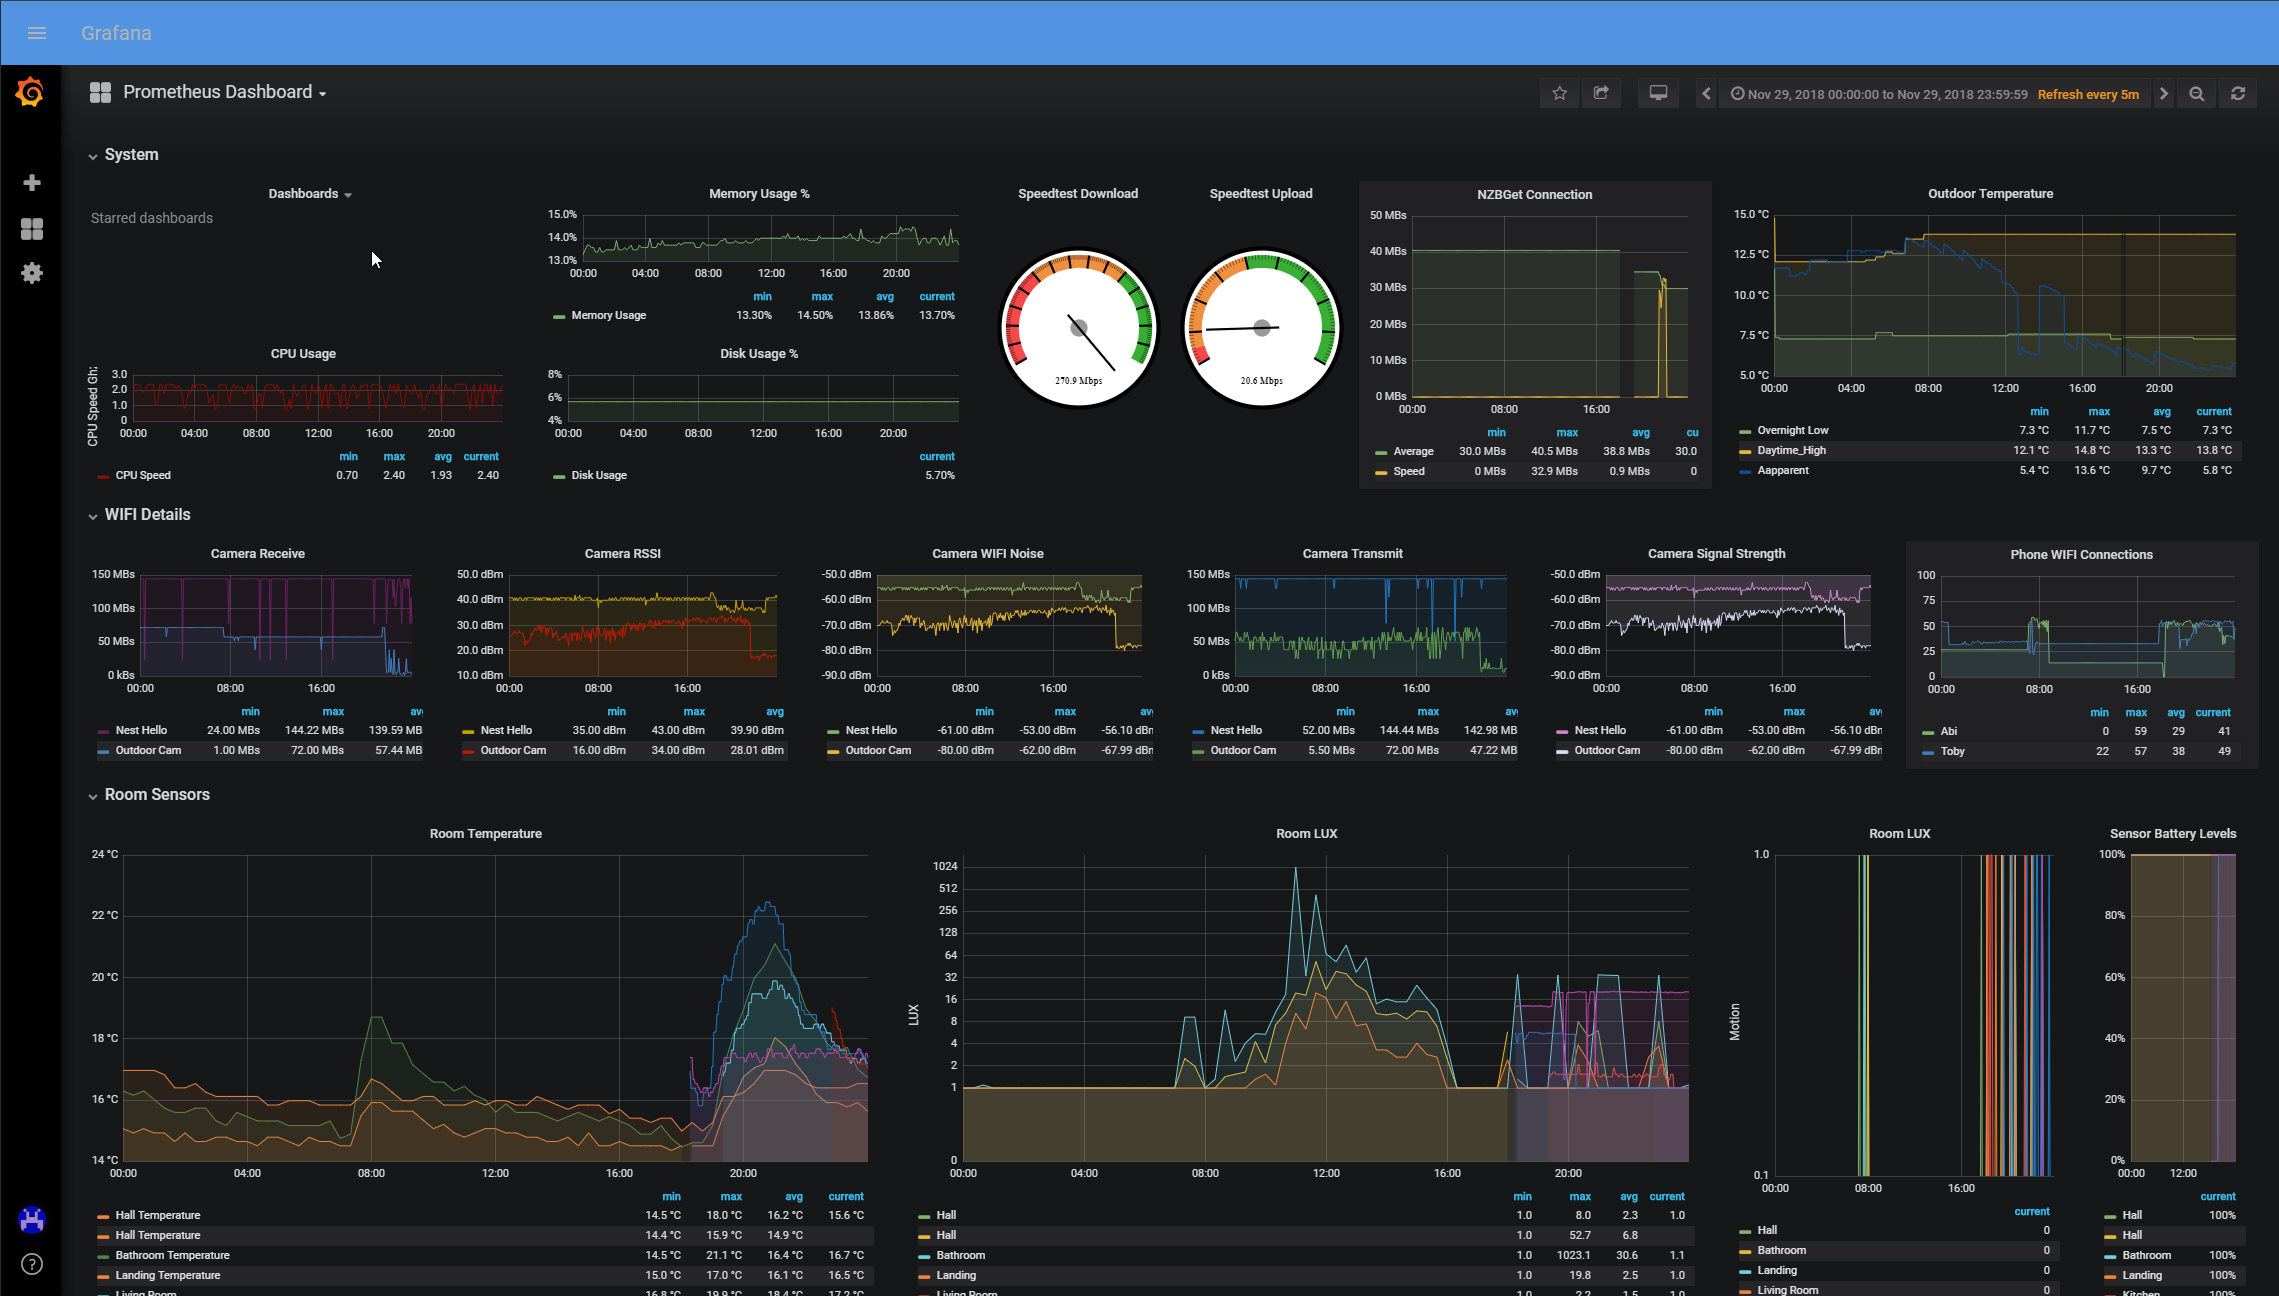 Grafana
Prometheus Dashboard
Nov 29, 2018 00:00:00 to Nov 29, 2018 23:59:59 Refresh every 5m
System
Dashboards
Starred dashboards
CPU Usage
CPU Speed Ghz
3.0
2.0
1.0
0
00:00 04:00 08:00 12:00 16:00 20:00
min max avg current
CPU Speed 0.70 2.40 1.93 2.40
Memory Usage %
15.0%
14.0%
13.0%
00:00 04:00 08:00 12:00 16:00 20:00
min max avg current
Memory Usage 13.30% 14.50% 13.86% 13.70%
Disk Usage %
8%
6%
4%
00:00 04:00 08:00 12:00 16:00 20:00
current
Disk Usage 5.70%
Speedtest Download
270.9 Mbps
Speedtest Upload
20.6 Mbps
NZBGet Connection
50 MBs
40 MBs
30 MBs
20 MBs
10 MBs
0 MBs
00:00 08:00 16:00
min max avg cu
Average 30.0 MBs 40.5 MBs 38.8 MBs 30.0
Speed 0 MBs 32.9 MBs 0.9 MBs 0
Outdoor Temperature
15.0 °C
12.5 °C
10.0 °C
7.5 °C
5.0 °C
00:00 04:00 08:00 12:00 16:00 20:00
min max avg current
Overnight Low 7.3 °C 11.7 °C 7.5 °C 7.3 °C
Daytime_High 12.1 °C 14.8 °C 13.3 °C 13.8 °C
Aapparent 5.4 °C 13.6 °C 9.7 °C 5.8 °C
WIFI Details
Camera Receive
150 MBs
100 MBs
50 MBs
0 kBs
00:00 08:00 16:00
min max avg
Nest Hello 24.00 MBs 144.22 MBs 139.59 MB
Outdoor Cam 1.00 MBs 72.00 MBs 57.44 MB
Camera RSSI
50.0 dBm
40.0 dBm
30.0 dBm
20.0 dBm
10.0 dBm
00:00 08:00 16:00
min max avg
Nest Hello 35.00 dBm 43.00 dBm 39.90 dBm
Outdoor Cam 16.00 dBm 34.00 dBm 28.01 dBm
Camera WIFI Noise
-50.0 dBm
-60.0 dBm
-70.0 dBm
-80.0 dBm
-90.0 dBm
00:00 08:00 16:00
min max avg
Nest Hello -61.00 dBm -53.00 dBm -56.10 dBm
Outdoor Cam -80.00 dBm -62.00 dBm -67.99 dBm
Camera Transmit
150 MBs
100 MBs
50 MBs
0 kBs
00:00 08:00 16:00
min max avg
Nest Hello 52.00 MBs 144.44 MBs 142.98 MB
Outdoor Cam 5.50 MBs 72.00 MBs 47.22 MB
Camera Signal Strength
-50.0 dBm
-60.0 dBm
-70.0 dBm
-80.0 dBm
-90.0 dBm
00:00 08:00 16:00
min max avg
Nest Hello -61.00 dBm -53.00 dBm -56.10 dBm
Outdoor Cam -80.00 dBm -62.00 dBm -67.99 dBm
Phone WIFI Connections
100
75
50
25
0
00:00 08:00 16:00
min max avg current
Abi 0 59 29 41
Toby 22 57 38 49
Room Sensors
Room Temperature
24 °C
22 °C
20 °C
18 °C
16 °C
14 °C
00:00 04:00 08:00 12:00 16:00 20:00
min max avg current
Hall Temperature 14.5 °C 18.0 °C 16.2 °C 15.6 °C
Hall Temperature 14.4 °C 15.9 °C 14.9 °C
Bathroom Temperature 14.5 °C 21.1 °C 16.4 °C 16.7 °C
Landing Temperature 15.0 °C 17.0 °C 16.1 °C 16.5 °C
Living Room 16.8 °C 19.9 °C 18.4 °C 17.2 °C
Room LUX
LUX
1024
512
256
128
64
32
16
8
4
2
1
0
00:00 04:00 08:00 12:00 16:00 20:00
min max avg current
Hall 1.0 8.0 2.3 1.0
Hall 1.0 52.7 6.8
Bathroom 1.0 1023.1 30.6 1.1
Landing 1.0 19.8 2.5 1.0
Living Room 1.0 2.2 1.5 1.0
Room LUX
Motion
1.0
0.1
00:00 08:00 16:00
current
Hall 0
Bathroom 0
Landing 0
Living Room 0
Sensor Battery Levels
100%
80%
60%
40%
20%
0%
00:00 12:00
current
Hall 100%
Hall
Bathroom 100%
Landing 100%
Kitchen 100%